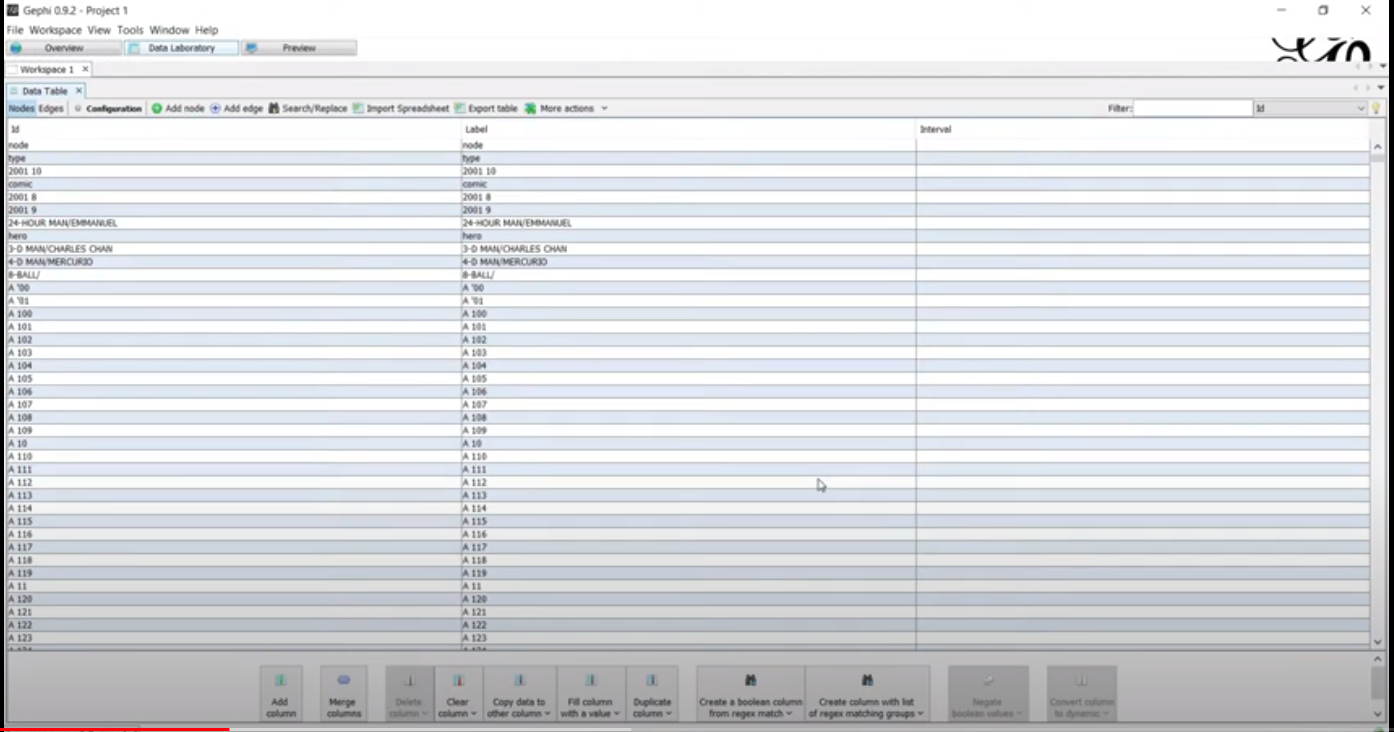 Gephi 0.9.2 - Project 1
File Workspace View Tools Window Help
Overview Data Laboratory Preview
Workspace 1 ×
Data Table ×
Nodes Edges Configuration Add node Add edge Search/Replace Import Spreadsheet Export table More actions Filter: Id
Id Label Interval
node node
type type
2001 10 2001 10
comic comic
2001 8 2001 8
2001 9 2001 9
24-HOUR MAN/EMMANUEL 24-HOUR MAN/EMMANUEL
hero hero
3-D MAN/CHARLES CHAN 3-D MAN/CHARLES CHAN
4-D MAN/MERCURIO 4-D MAN/MERCURIO
8-BALL/ 8-BALL/
A '00 A '00
A '01 A '01
A 100 A 100
A 101 A 101
A 102 A 102
A 103 A 103
A 104 A 104
A 105 A 105
A 106 A 106
A 107 A 107
A 108 A 108
A 109 A 109
A 10 A 10
A 110 A 110
A 111 A 111
A 112 A 112
A 113 A 113
A 114 A 114
A 115 A 115
A 116 A 116
A 117 A 117
A 118 A 118
A 119 A 119
A 11 A 11
A 120 A 120
A 121 A 121
A 122 A 122
A 123 A 123
Add column
Merge columns
Delete column
Clear column
Copy data to other column
Fill column with a value
Duplicate column
Create a boolean column from regex match
Create column with list of regex matching groups
Negate boolean values
Convert column to dynamic